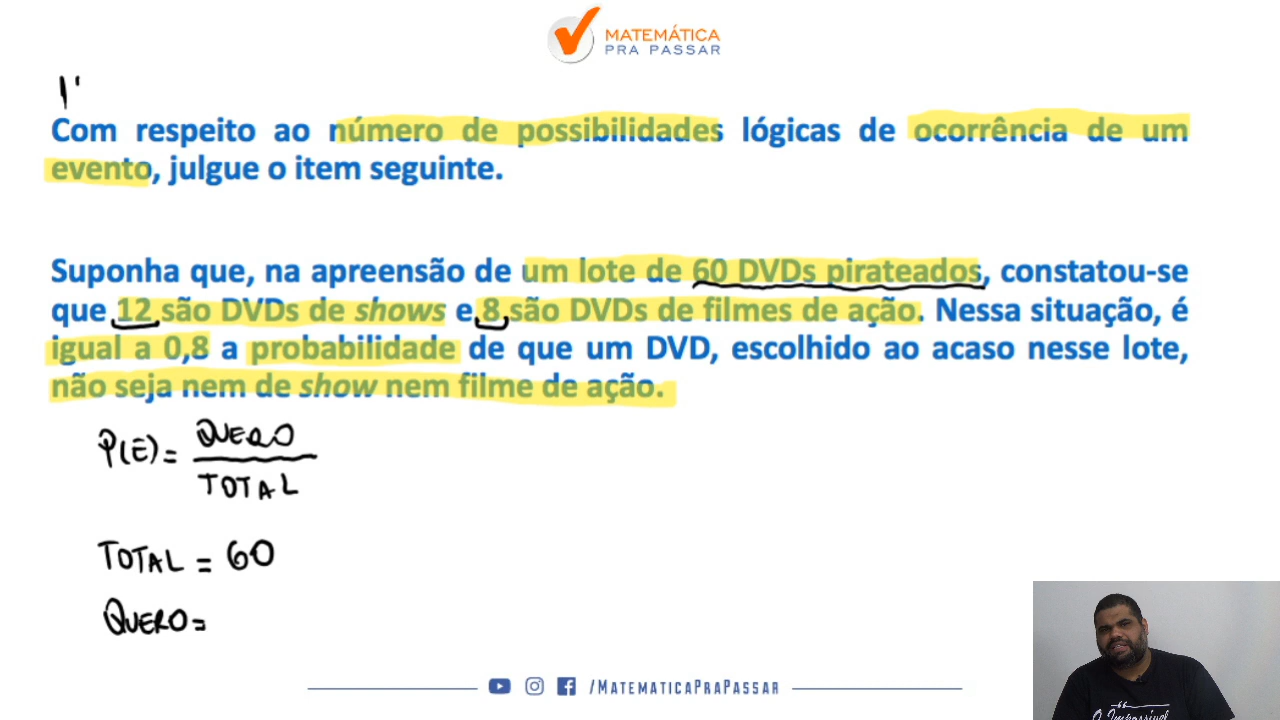 MATEMÁTICA
PRA PASSAR
1'
Com respeito ao número de possibilidades lógicas de ocorrência de um
evento, julgue o item seguinte.
Suponha que, na apreensão de um lote de 60 DVDs pirateados, constatou-se
que 12 são DVDs de shows e 8 são DVDs de filmes de ação. Nessa situação, é
igual a 0,8 a probabilidade de que um DVD, escolhido ao acaso nesse lote,
não seja nem de show nem filme de ação.
P(E) = QUERO
TOTAL
TOTAL = 60
QUERO =
/MATEMATICAPRAPASSAR
O Impossível